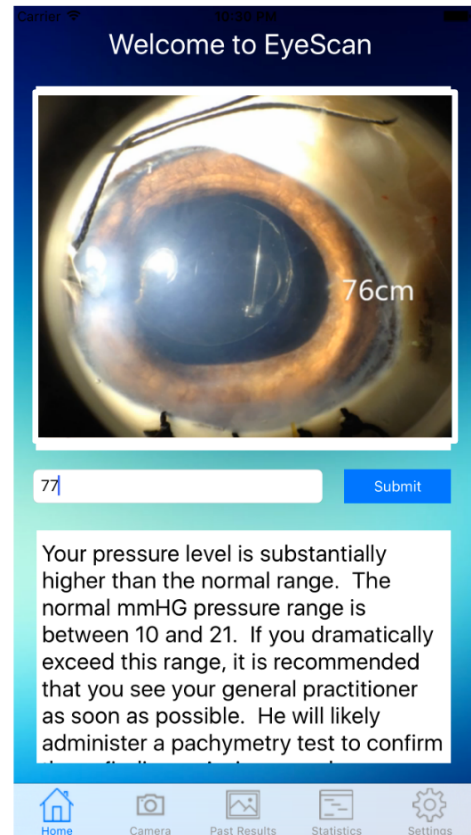 Carrier 10:30 PM
Welcome to EyeScan
76cm
77
Submit
Your pressure level is substantially
higher than the normal range.  The
normal mmHG pressure range is
between 10 and 21.  If you dramatically
exceed this range, it is recommended
that you see your general practitioner
as soon as possible.  He will likely
administer a pachymetry test to confirm
Home Camera Past Results Statistics Settings